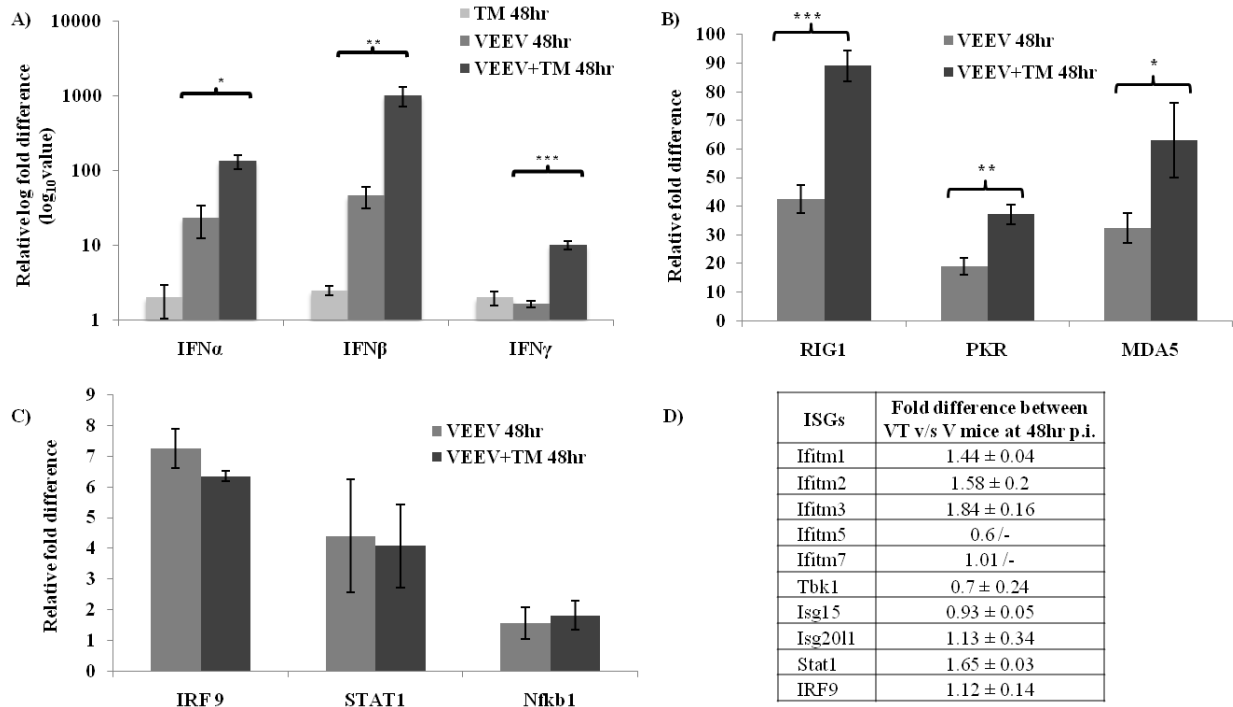 A)
Relative log fold difference
(log₁₀value)
10000
1000
100
10
1
TM 48hr
VEEV 48hr
VEEV+TM 48hr
*
**
***
IFNα
IFNβ
IFNγ
B)
Relative fold difference
100
90
80
70
60
50
40
30
20
10
0
VEEV 48hr
VEEV+TM 48hr
***
**
*
RIG1
PKR
MDA5
C)
Relative fold difference
9
8
7
6
5
4
3
2
1
0
VEEV 48hr
VEEV+TM 48hr
IRF 9
STAT1
Nfkb1
D)
ISGs
Fold difference between
VT v/s V mice at 48hr p.i.
Ifitm1 1.44 ± 0.04
Ifitm2 1.58 ± 0.2
Ifitm3 1.84 ± 0.16
Ifitm5 0.6 /-
Ifitm7 1.01 /-
Tbk1 0.7 ± 0.24
Isg15 0.93 ± 0.05
Isg20l1 1.13 ± 0.34
Stat1 1.65 ± 0.03
IRF9 1.12 ± 0.14